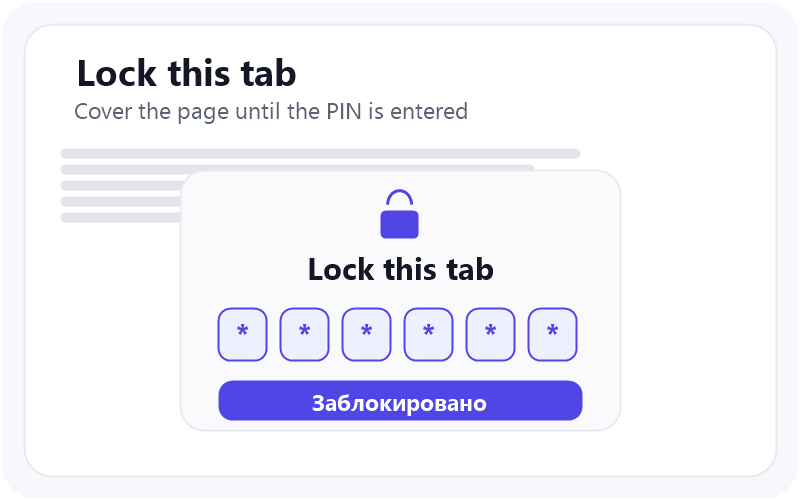 Lock this tab
Cover the page until the PIN is entered
Lock this tab
* * * * * *
Заблокировано